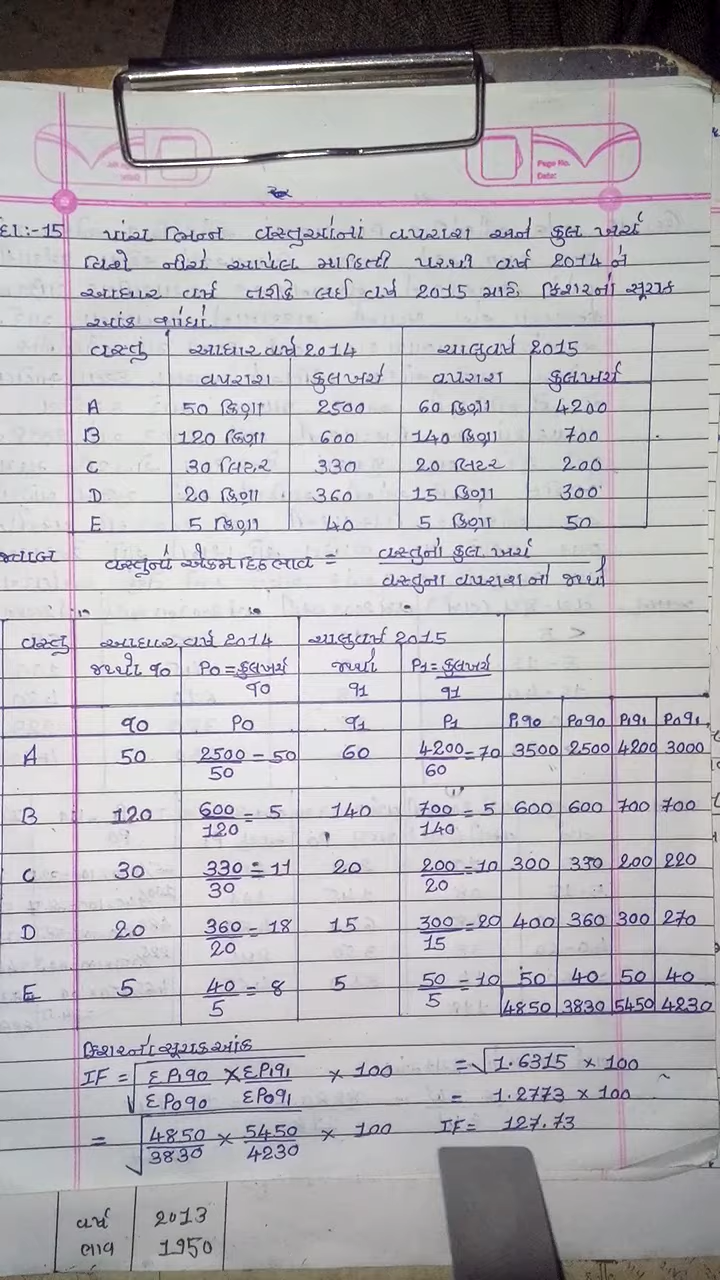 Page No.
Date:
દા:-15 પાંચ ભિન્ન વસ્તુઓનાં વપરાશ અને કુલ ખર્ચ
વિશે નીચે આપેલ માહિતી પરથી વર્ષ 2014ને
આધાર વર્ષ તરીકે લઈ વર્ષ 2015 માટે ફિશરનો સૂચક
આંક શોધો.
વસ્તુ આધાર વર્ષ 2014 ચાલુવર્ષ 2015
વપરાશ કુલખર્ચ વપરાશ કુલખર્ચ
A 50 કિગ્રા 2500 60 કિગ્રા 4200
B 120 કિગ્રા 600 140 કિગ્રા 700
C 30 લિટર 330 20 લિટર 200
D 20 કિગ્રા 360 15 કિગ્રા 300
E 5 કિગ્રા 40 5 કિગ્રા 50
જવાબ વસ્તુનો એકમદિઠ ભાવ = વસ્તુનો કુલ ખર્ચ
વસ્તુના વપરાશનો જથ્થો
વસ્તુ આધાર વર્ષ 2014 ચાલુવર્ષ 2015
જથ્થો q0 P0 = કુલખર્ચ જથ્થો P1 = કુલખર્ચ
q0 q1 q1
q0 P0 q1 P1 P1q0 P0q0 P1q1 P0q1
A 50 2500 = 50 60 4200 = 70 3500 2500 4200 3000
50 60
B 120 600 = 5 140 700 = 5 600 600 700 700
120 140
C 30 330 = 11 20 200 = 10 300 330 200 220
30 20
D 20 360 = 18 15 300 = 20 400 360 300 270
20 15
E 5 40 = 8 5 50 = 10 50 40 50 40
5 5 4850 3830 5450 4230
ફિશરનો સૂચકઆંક
IF = √ ΣP1q0 × ΣP1q1 × 100 = √1.6315 × 100
ΣP0q0 ΣP0q1 = 1.2773 × 100
= √ 4850 × 5450 × 100 IF = 127.73
3830 4230
વર્ષ 2013
ભાવ 1950